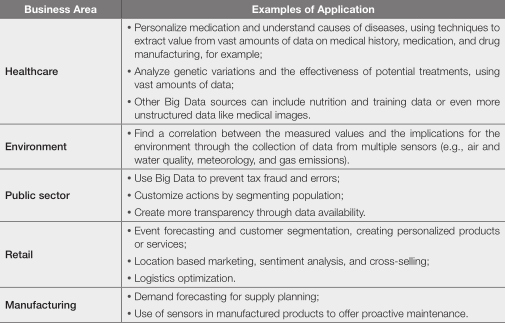 Business Area
Examples of Application
Healthcare
• Personalize medication and understand causes of diseases, using techniques to
extract value from vast amounts of data on medical history, medication, and drug
manufacturing, for example;
• Analyze genetic variations and the effectiveness of potential treatments, using
vast amounts of data;
• Other Big Data sources can include nutrition and training data or even more
unstructured data like medical images.
Environment
• Find a correlation between the measured values and the implications for the
environment through the collection of data from multiple sensors (e.g., air and
water quality, meteorology, and gas emissions).
Public sector
• Use Big Data to prevent tax fraud and errors;
• Customize actions by segmenting population;
• Create more transparency through data availability.
Retail
• Event forecasting and customer segmentation, creating personalized products
or services;
• Location based marketing, sentiment analysis, and cross-selling;
• Logistics optimization.
Manufacturing
• Demand forecasting for supply planning;
• Use of sensors in manufactured products to offer proactive maintenance.